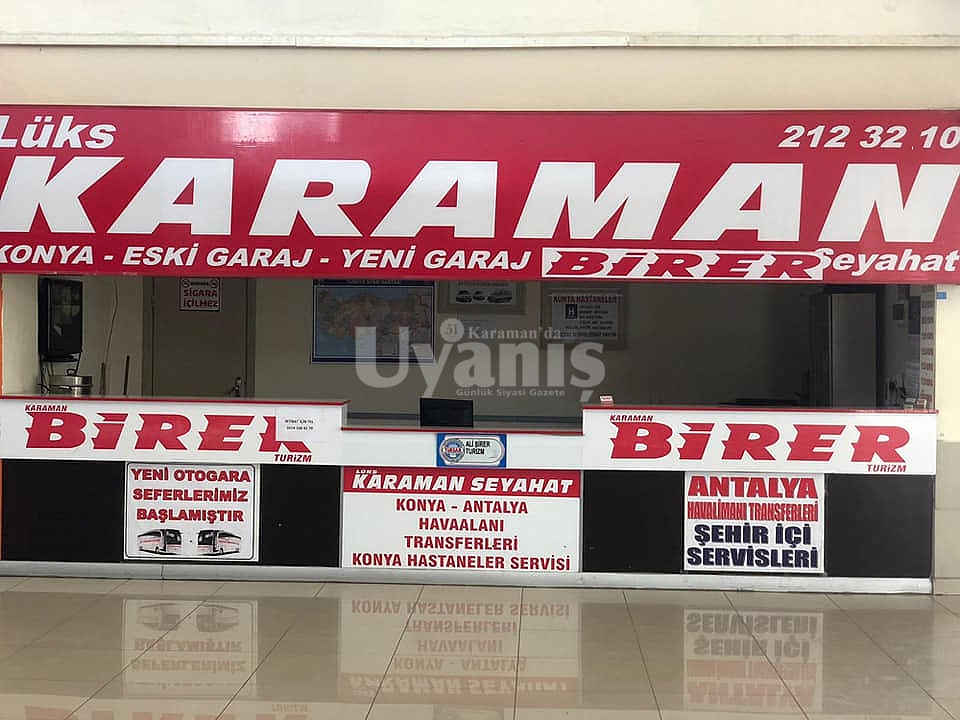 Lüks
212 32 10
KARAMAN
KONYA - ESKİ GARAJ - YENİ GARAJ BİRER Seyahat
SİGARA
İÇİLMEZ
KONYA HASTANELER
H
51 Karaman'da
Uyanış
Günlük Siyasi Gazete
KARAMAN
BİRER
TURİZM
ALİ BİRER
TURİZM
KARAMAN
BİRER
TURİZM
YENİ OTOGARA
SEFERLERİMİZ
BAŞLAMIŞTIR
LÜKS
KARAMAN SEYAHAT
KONYA - ANTALYA
HAVAALANI
TRANSFERLERİ
KONYA HASTANELER SERVİSİ
ANTALYA
HAVALİMANI TRANSFERLERİ
ŞEHİR İÇİ
SERVİSLERİ